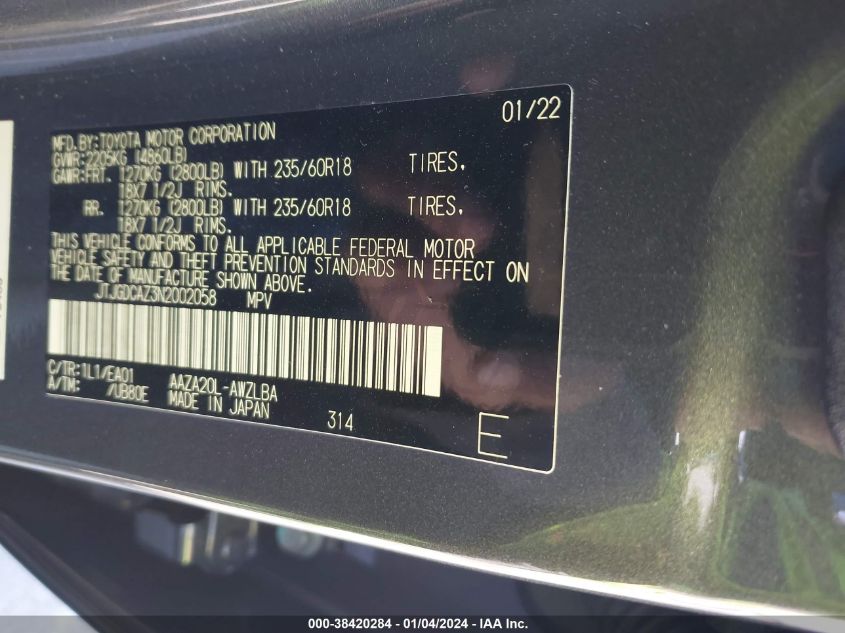 01/22
MFD.BY:TOYOTA MOTOR CORPORATION
GVWR:2205KG (4860LB)
GAWR:FRT. 1270KG (2800LB) WITH 235/60R18 TIRES,
18X7 1/2J RIMS.
RR. 1270KG (2800LB) WITH 235/60R18 TIRES,
18X7 1/2J RIMS.
THIS VEHICLE CONFORMS TO ALL APPLICABLE FEDERAL MOTOR
VEHICLE SAFETY AND THEFT PREVENTION STANDARDS IN EFFECT ON
THE DATE OF MANUFACTURE SHOWN ABOVE.
JTJGDCAZ3N2002058 MPV
C/TR:1L1/EA01 AAZA20L-AWZLBA
A/TM: /UB80E MADE IN JAPAN
314
E
000-38420284 - 01/04/2024 - IAA Inc.